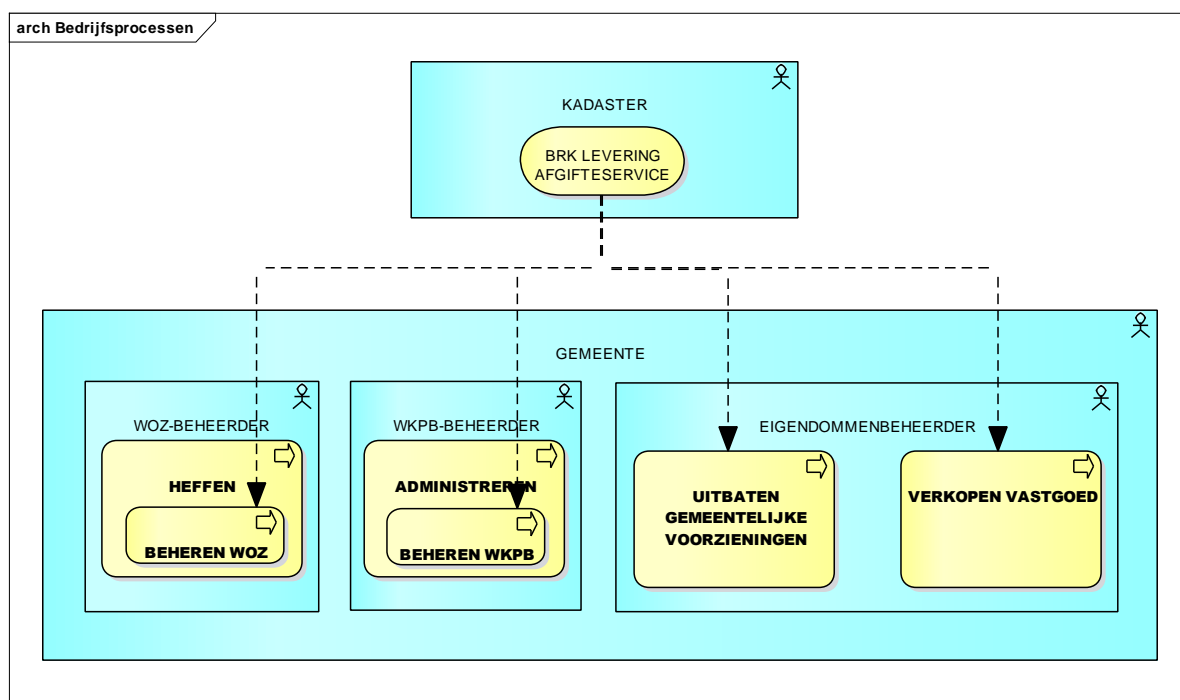 arch Bedrijfsprocessen
KADASTER
BRK LEVERING
AFGIFTESERVICE
GEMEENTE
WOZ-BEHEERDER
HEFFEN
BEHEREN WOZ
WKPB-BEHEERDER
ADMINISTREREN
BEHEREN WKPB
EIGENDOMMENBEHEERDER
UITBATEN
GEMEENTELIJKE
VOORZIENINGEN
VERKOPEN VASTGOED